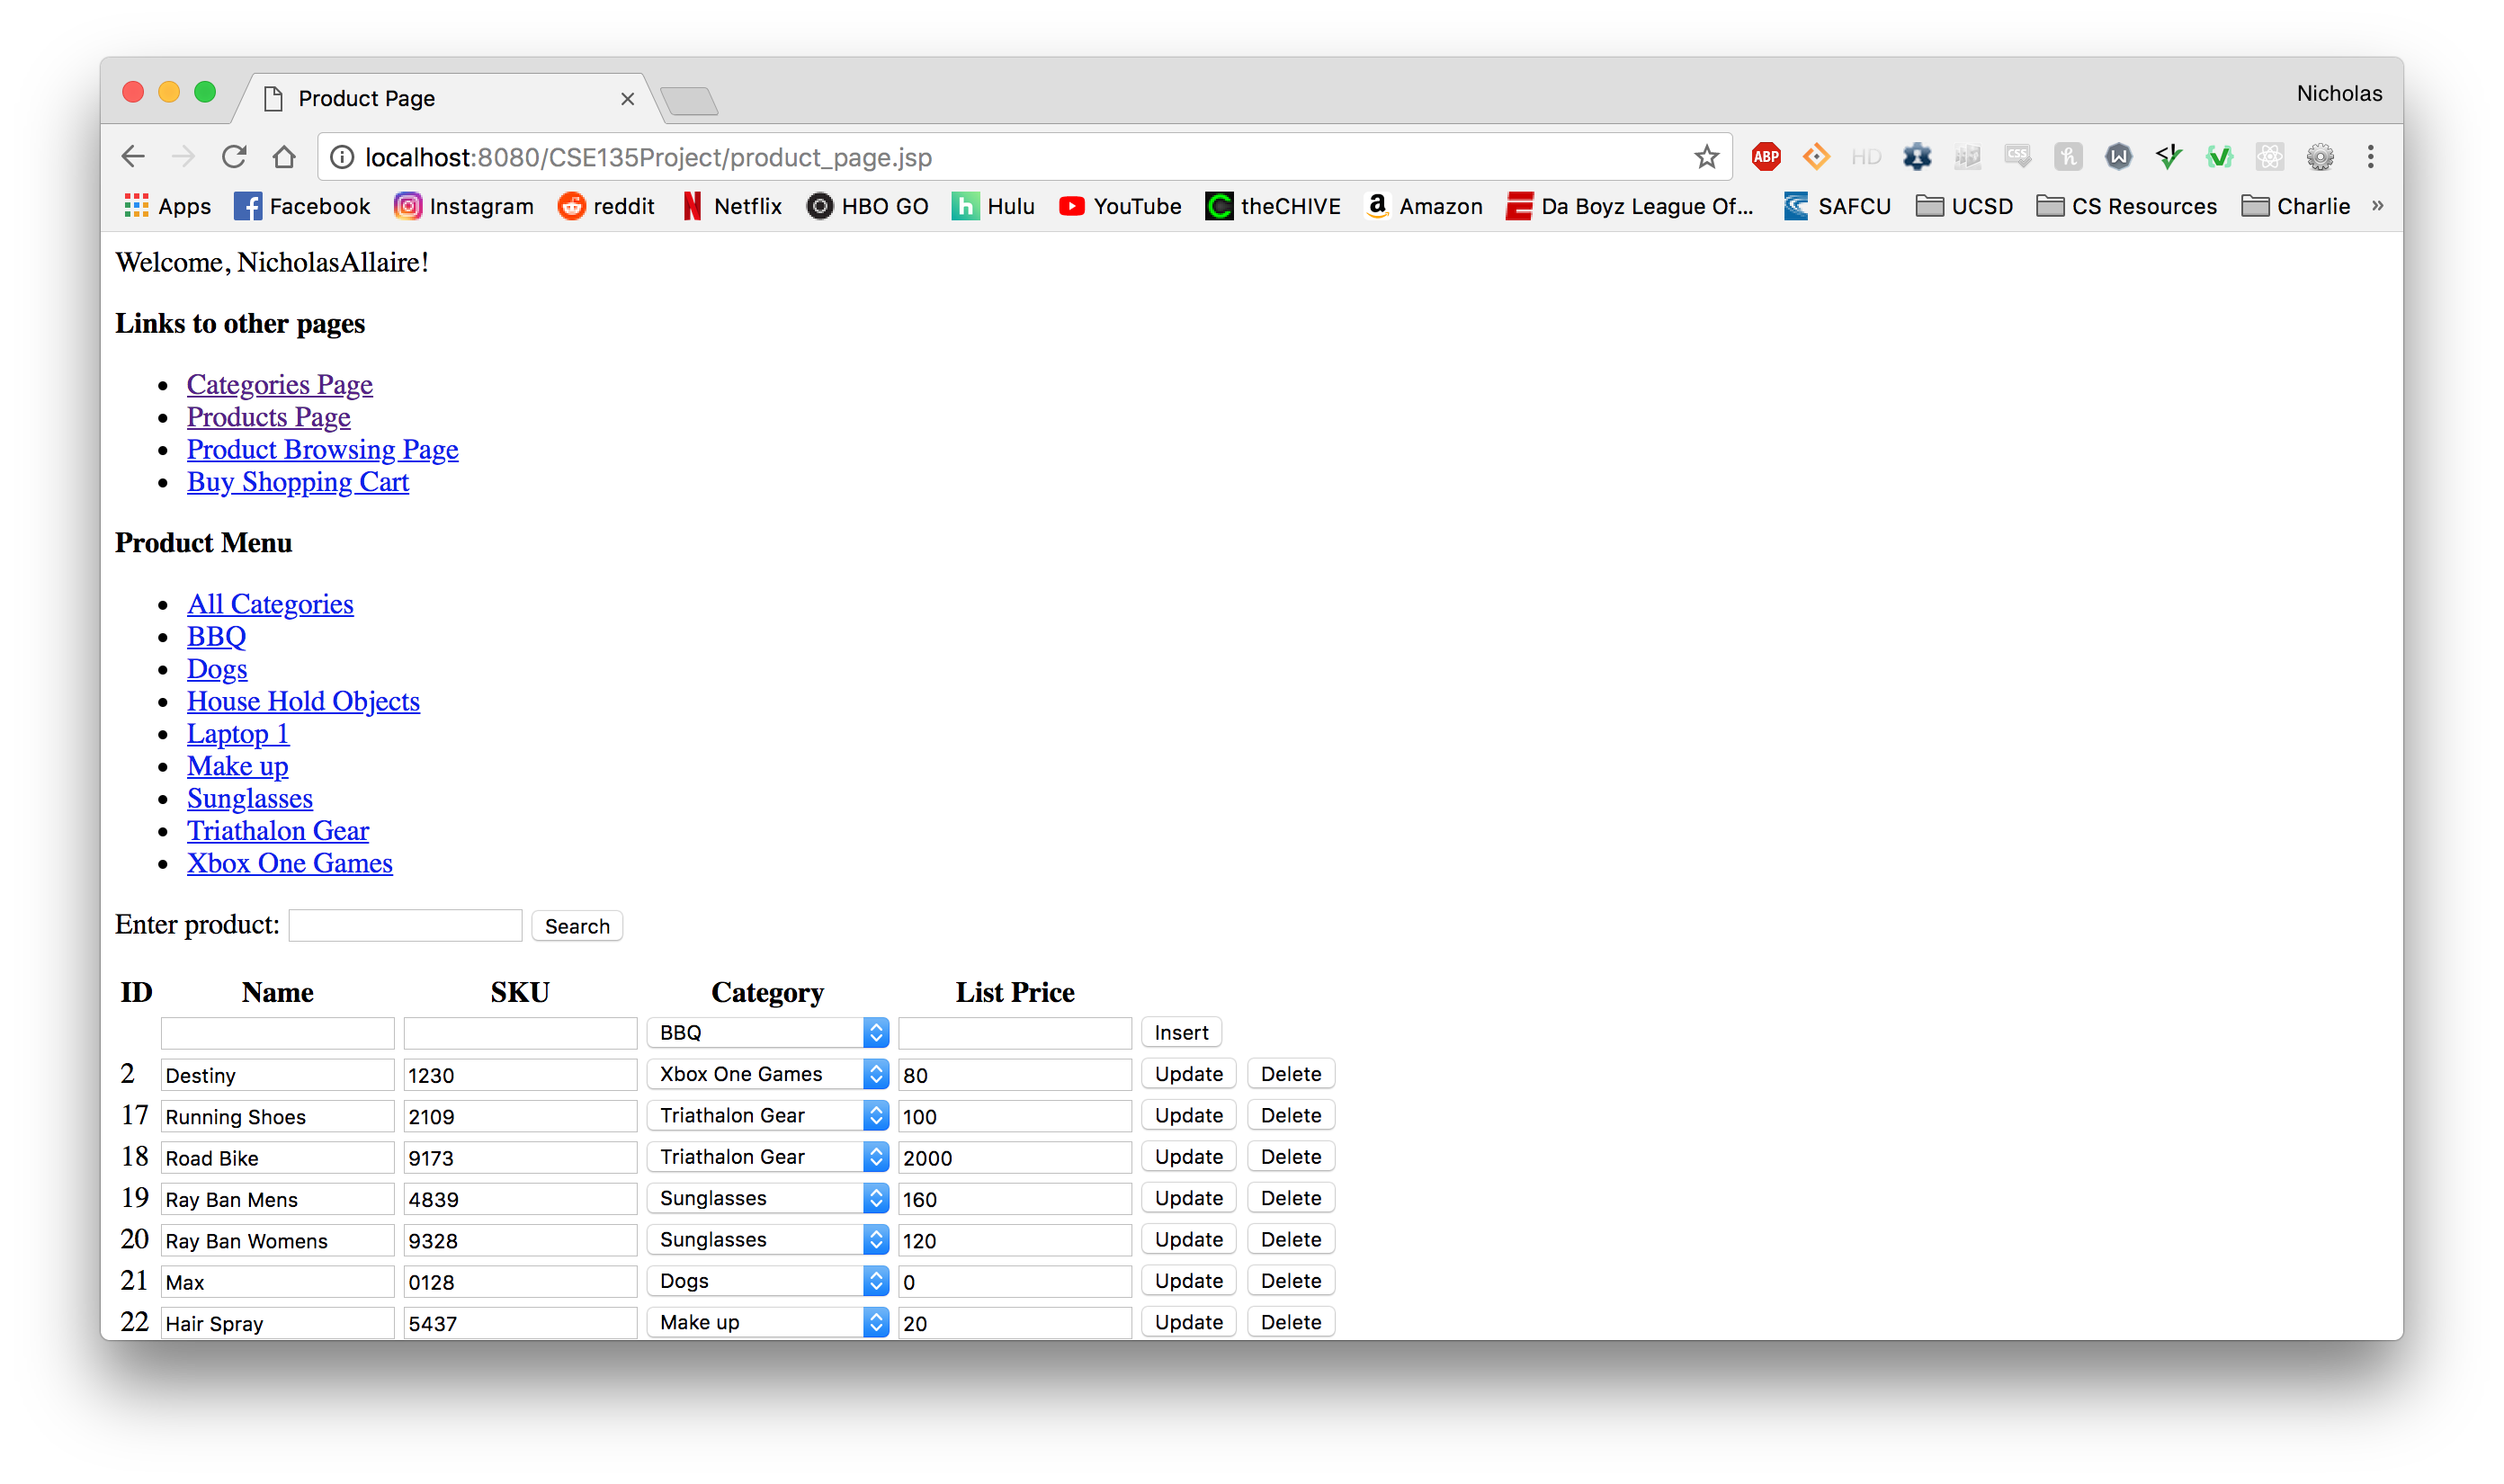 Product Page
Nicholas
localhost:8080/CSE135Project/product_page.jsp
ABP HD CSS
Apps Facebook Instagram reddit Netflix HBO GO Hulu YouTube theCHIVE Amazon Da Boyz League Of... SAFCU UCSD CS Resources Charlie »
Welcome, NicholasAllaire!
Links to other pages
• Categories Page
• Products Page
• Product Browsing Page
• Buy Shopping Cart
Product Menu
• All Categories
• BBQ
• Dogs
• House Hold Objects
• Laptop 1
• Make up
• Sunglasses
• Triathalon Gear
• Xbox One Games
Enter product: Search
ID Name SKU Category List Price
BBQ Insert
2 Destiny 1230 Xbox One Games 80 Update Delete
17 Running Shoes 2109 Triathalon Gear 100 Update Delete
18 Road Bike 9173 Triathalon Gear 2000 Update Delete
19 Ray Ban Mens 4839 Sunglasses 160 Update Delete
20 Ray Ban Womens 9328 Sunglasses 120 Update Delete
21 Max 0128 Dogs 0 Update Delete
22 Hair Spray 5437 Make up 20 Update Delete